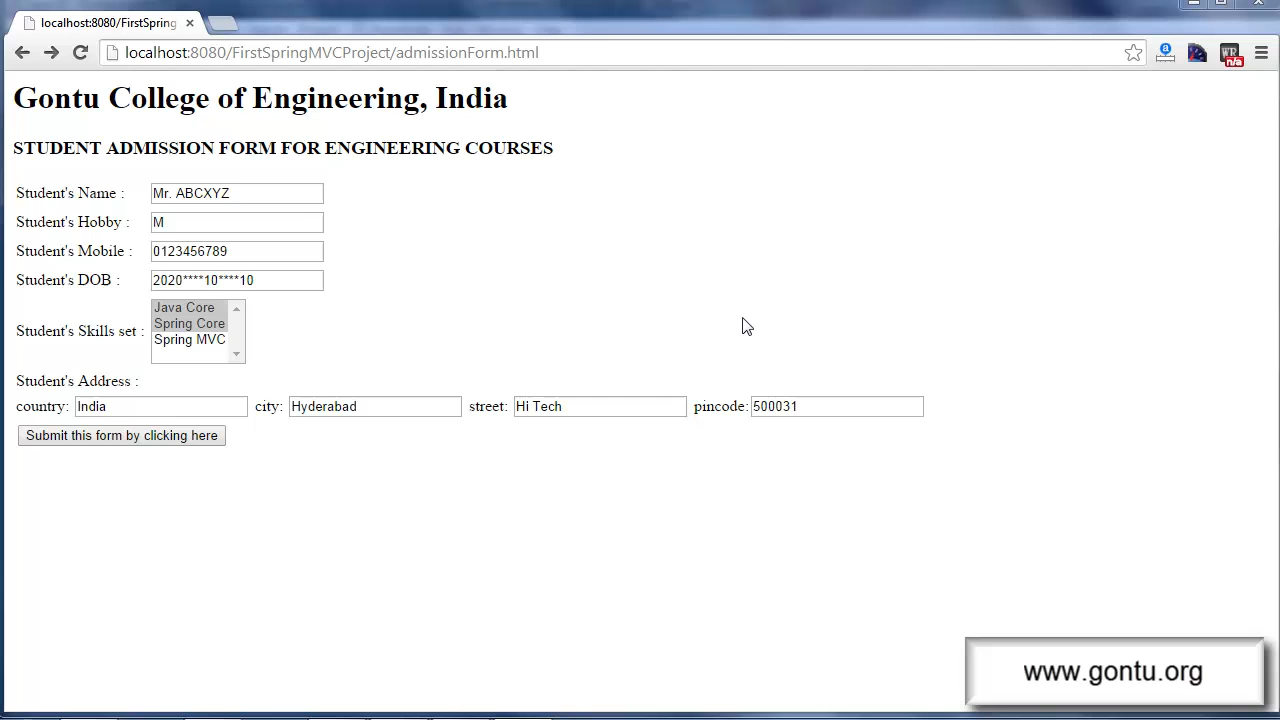 localhost:8080/FirstSpring
localhost:8080/FirstSpringMVCProject/admissionForm.html
n/a
Gontu College of Engineering, India
STUDENT ADMISSION FORM FOR ENGINEERING COURSES
Student's Name : Mr. ABCXYZ
Student's Hobby : M
Student's Mobile : 0123456789
Student's DOB : 2020****10****10
Java Core
Spring Core
Student's Skills set :
Spring MVC
Student's Address :
country: India city: Hyderabad street: Hi Tech pincode: 500031
Submit this form by clicking here
www.gontu.org